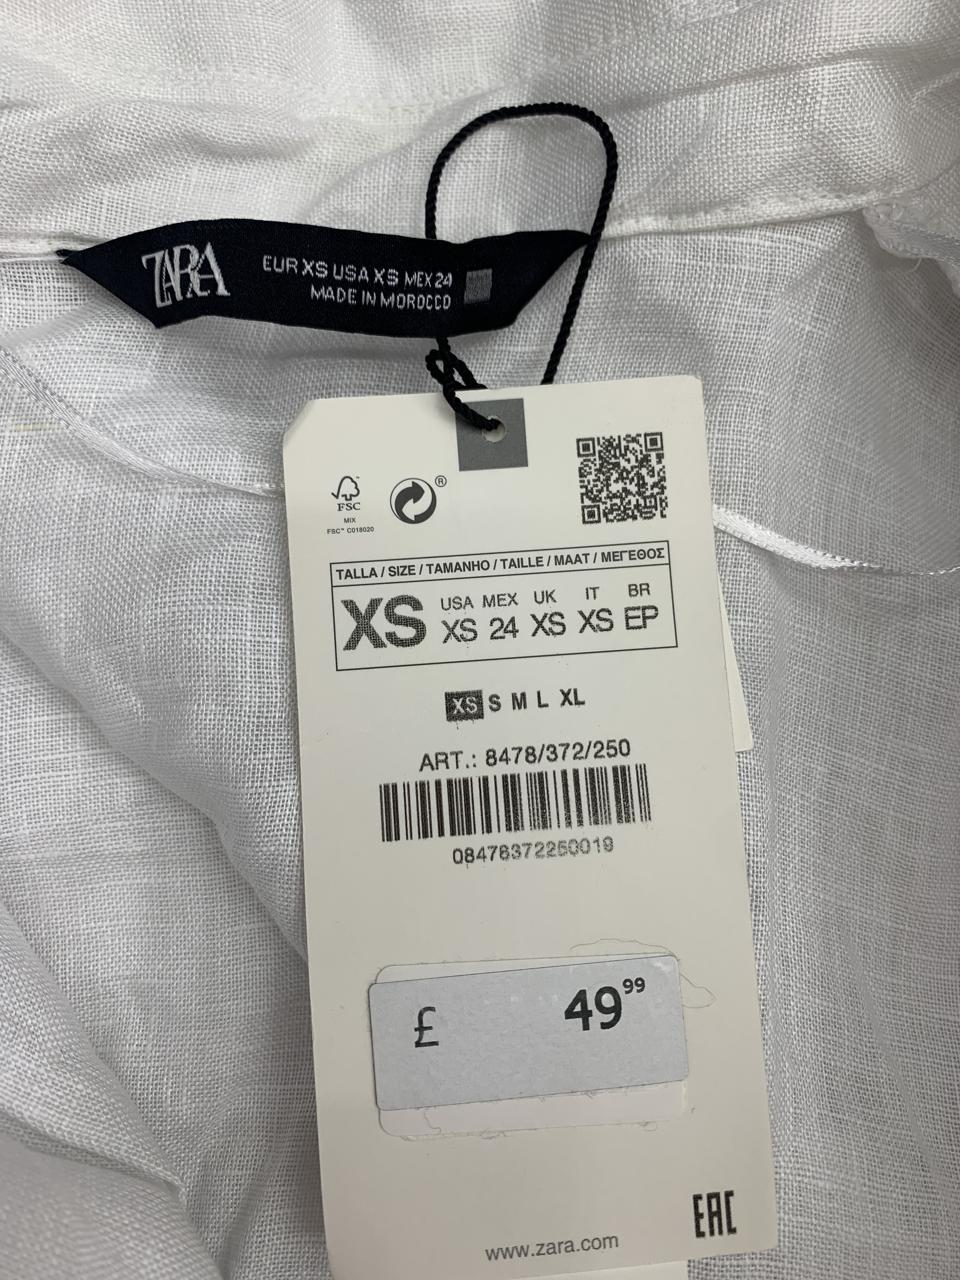 ZARA
EUR XS USA XS MEX 24
MADE IN MOROCCO
FSC
MIX
FSC™ C018020
®
TALLA / SIZE / TAMANHO / TAILLE / MAAT / ΜΕΓΕΘΟΣ
XS
USA MEX UK IT BR
XS 24 XS XS EP
XS S M L XL
ART.: 8478/372/250
08478372250019
£ 49⁹⁹
EAC
www.zara.com